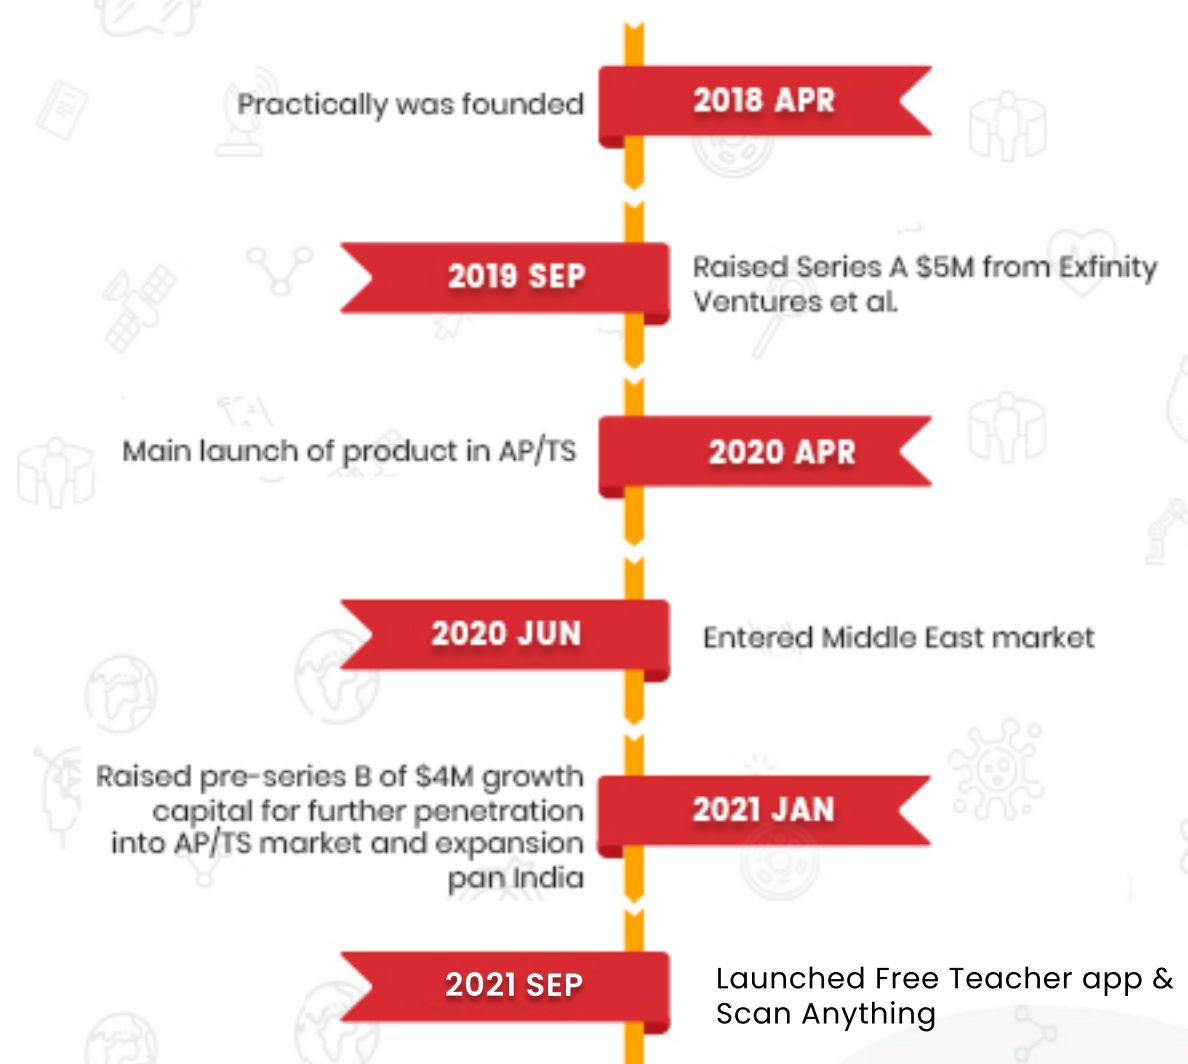 Practically was founded
2018 APR
2019 SEP
Raised Series A $5M from Exfinity
Ventures et al.
Main launch of product in AP/TS
2020 APR
2020 JUN
Entered Middle East market
Raised pre-series B of $4M growth
capital for further penetration
into AP/TS market and expansion
pan India
2021 JAN
2021 SEP
Launched Free Teacher app &
Scan Anything